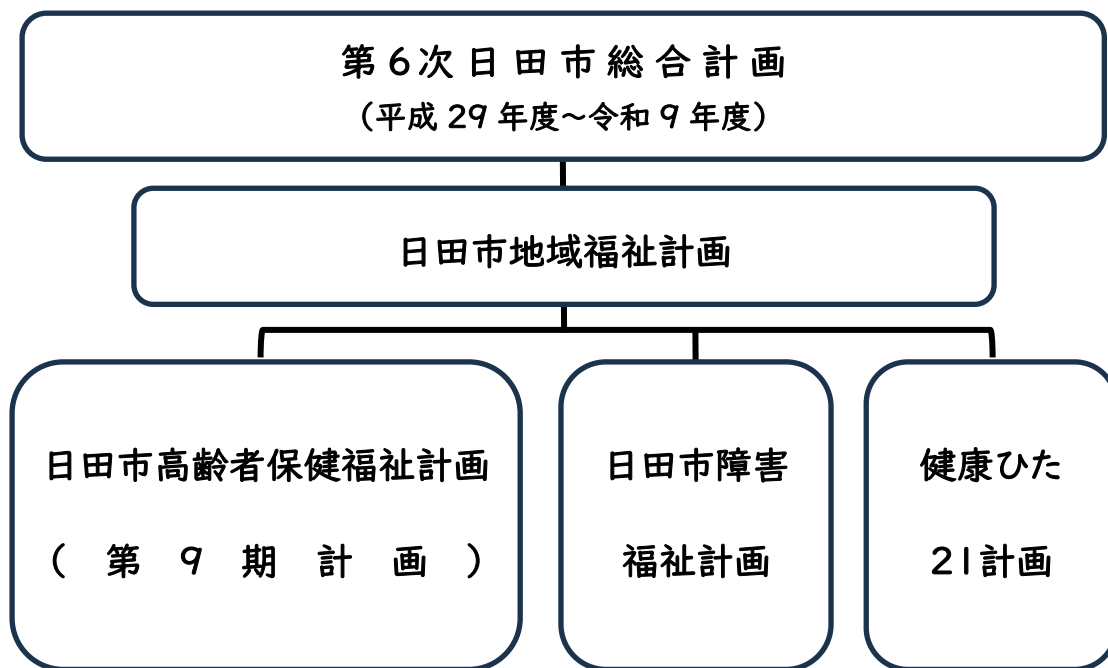 第6次日田市総合計画
(平成29年度~令和9年度)
日田市地域福祉計画
日田市高齢者保健福祉計画
(第9期計画)
日田市障害
福祉計画
健康ひた
21計画